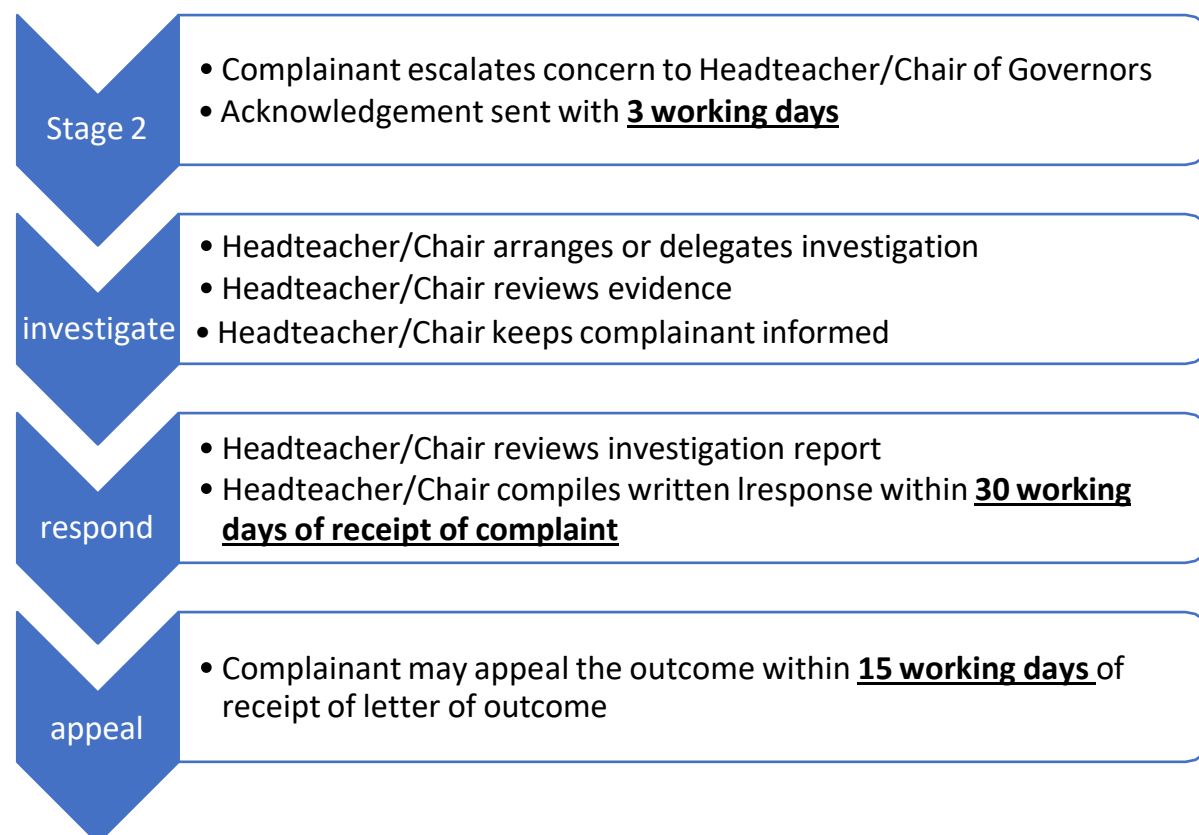 Stage 2
• Complainant escalates concern to Headteacher/Chair of Governors
• Acknowledgement sent with 3 working days
investigate
• Headteacher/Chair arranges or delegates investigation
• Headteacher/Chair reviews evidence
• Headteacher/Chair keeps complainant informed
respond
• Headteacher/Chair reviews investigation report
• Headteacher/Chair compiles written lresponse within 30 working
days of receipt of complaint
appeal
• Complainant may appeal the outcome within 15 working days of
receipt of letter of outcome